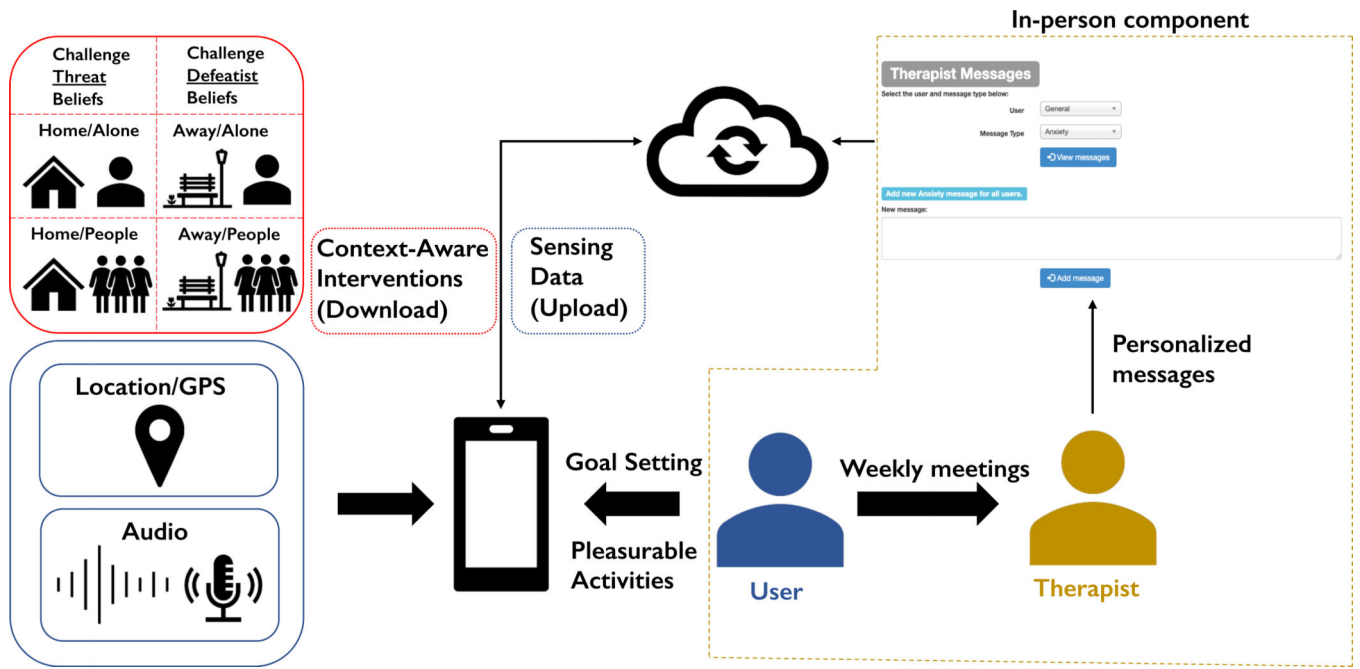 In-person component
Challenge
Threat
Beliefs
Challenge
Defeatist
Beliefs
Home/Alone
Away/Alone
Home/People
Away/People
Context-Aware
Interventions
(Download)
Sensing
Data
(Upload)
Therapist Messages
Select the user and message type below:
User
General
Message Type
Anxiety
View messages
Add new Anxiety message for all users.
New message:
Add message
Personalized
messages
Location/GPS
Audio
Goal Setting
Pleasurable
Activities
Weekly meetings
User
Therapist